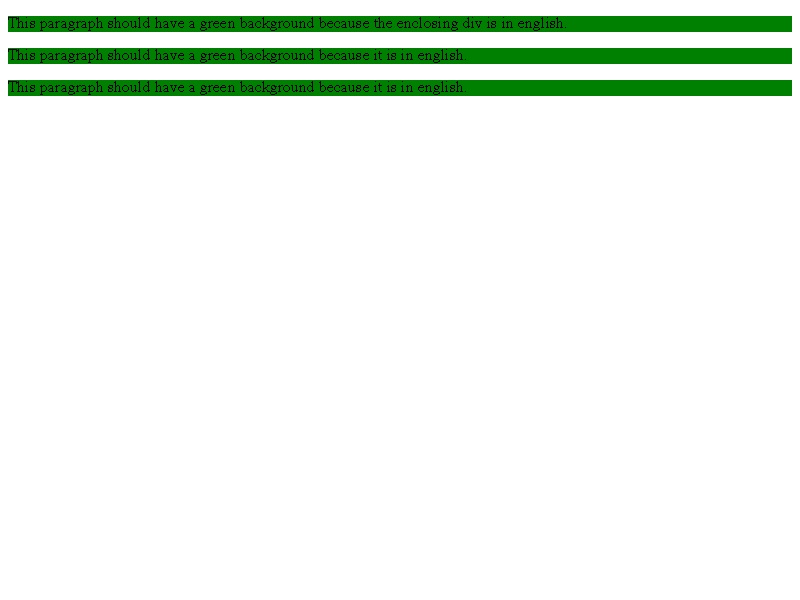 This paragraph should have a green background because the enclosing div is in english.
This paragraph should have a green background because it is in english.
This paragraph should have a green background because it is in english.